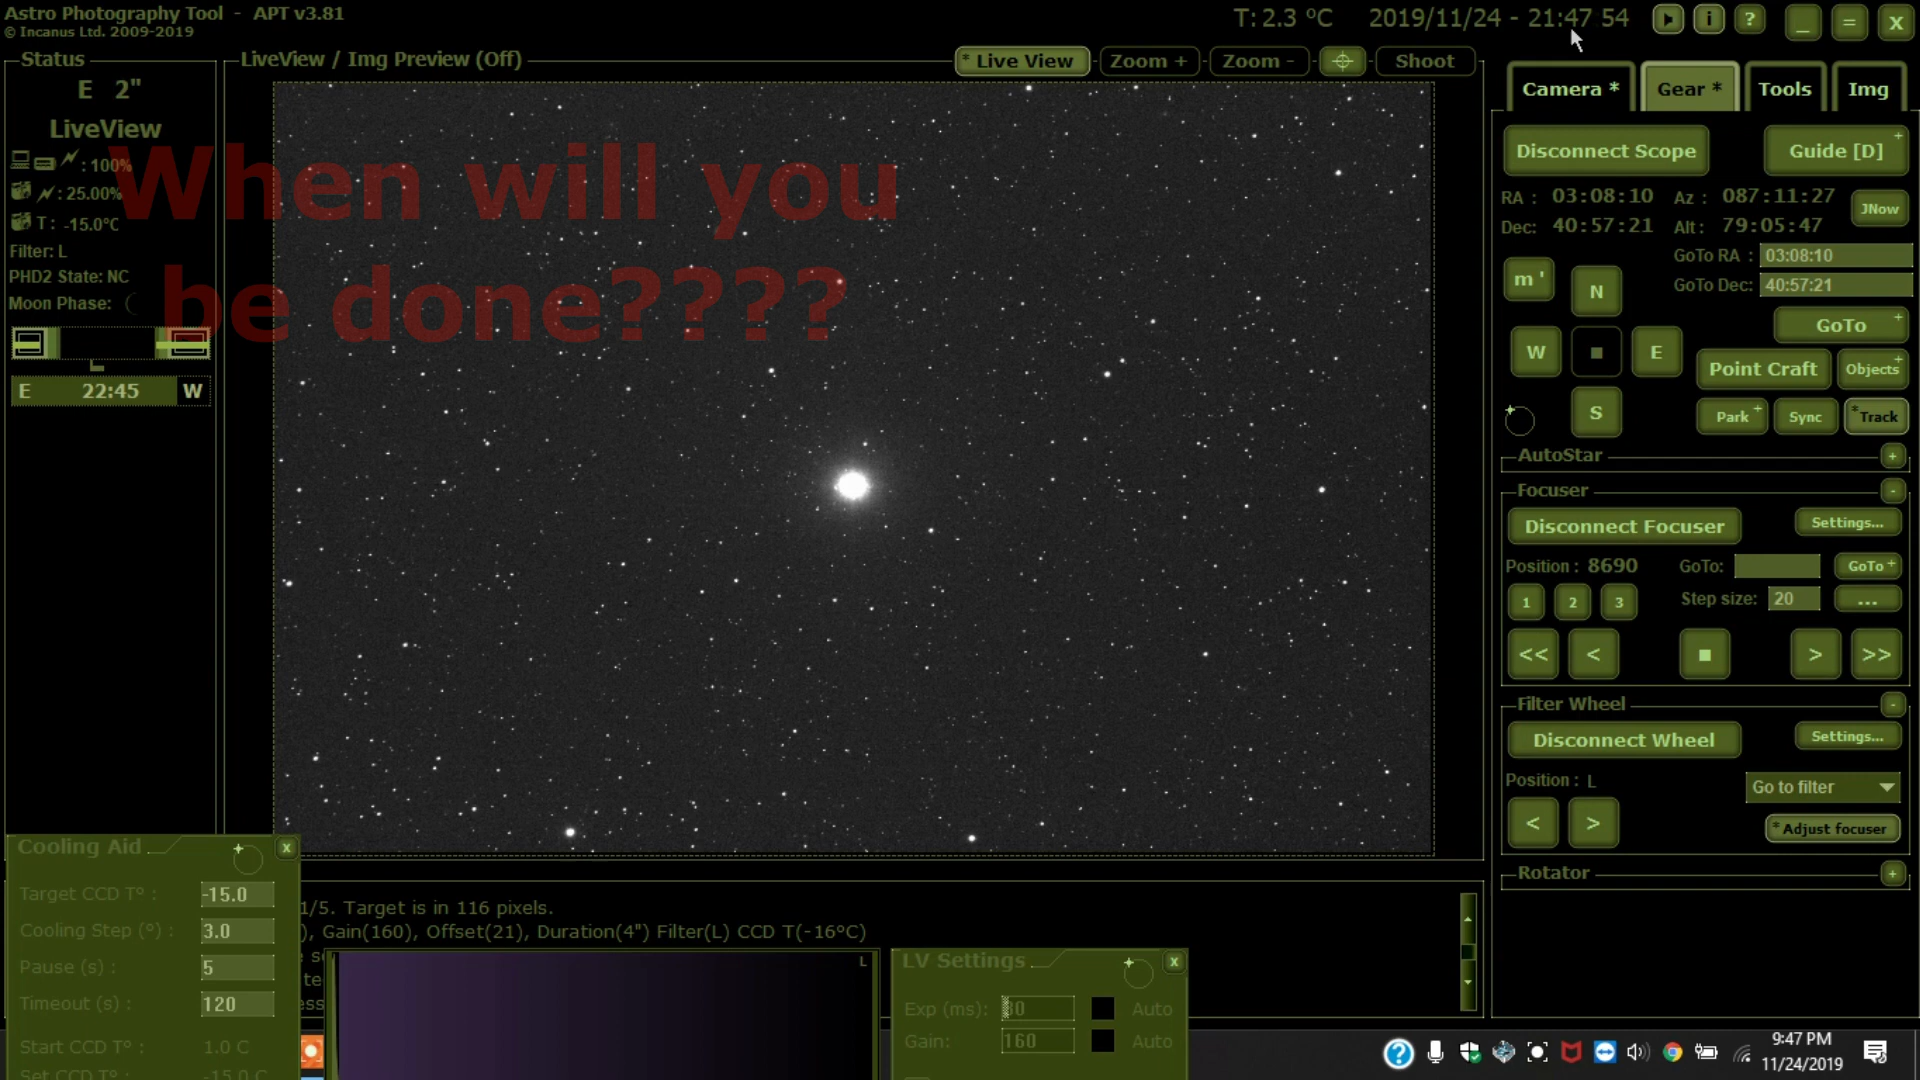 Astro Photography Tool - APT v3.81
© Incanus Ltd. 2009-2019
T: 2.3 °C 2019/11/24 - 21:47 54
i ? _ = X
Status
E 2"
LiveView
: 100%
: 25.00%
T : -15.0°C
Filter: L
PHD2 State: NC
Moon Phase:
E 22:45 W
LiveView / Img Preview (Off)
* Live View
Zoom +
Zoom -
Shoot
When will you
be done????
Camera *
Gear *
Tools
Img
Disconnect Scope
Guide [D] +
RA : 03:08:10 Az : 087:11:27
Dec: 40:57:21 Alt : 79:05:47
JNow
GoTo RA : 03:08:10
GoTo Dec: 40:57:21
m '
N
W
E
S
GoTo +
Point Craft
Objects +
Park +
Sync
* Track
AutoStar +
Focuser -
Disconnect Focuser
Settings...
Position : 8690 GoTo: GoTo +
1 2 3 Step size: 20 ...
<< < > >>
Filter Wheel -
Disconnect Wheel
Settings...
Position : L Go to filter
< >
* Adjust focuser
Rotator +
Cooling Aid x
Target CCD T° : -15.0
Cooling Step (°) : 3.0
Pause (s) : 5
Timeout (s) : 120
Start CCD T° : 1.0 C
Set CCD T° : -15.0 C
1/5. Target is in 116 pixels.
), Gain(160), Offset(21), Duration(4") Filter(L) CCD T(-16°C)
L
LV Settings x
Exp (ms): Auto
Gain: 160 Auto
9:47 PM
11/24/2019